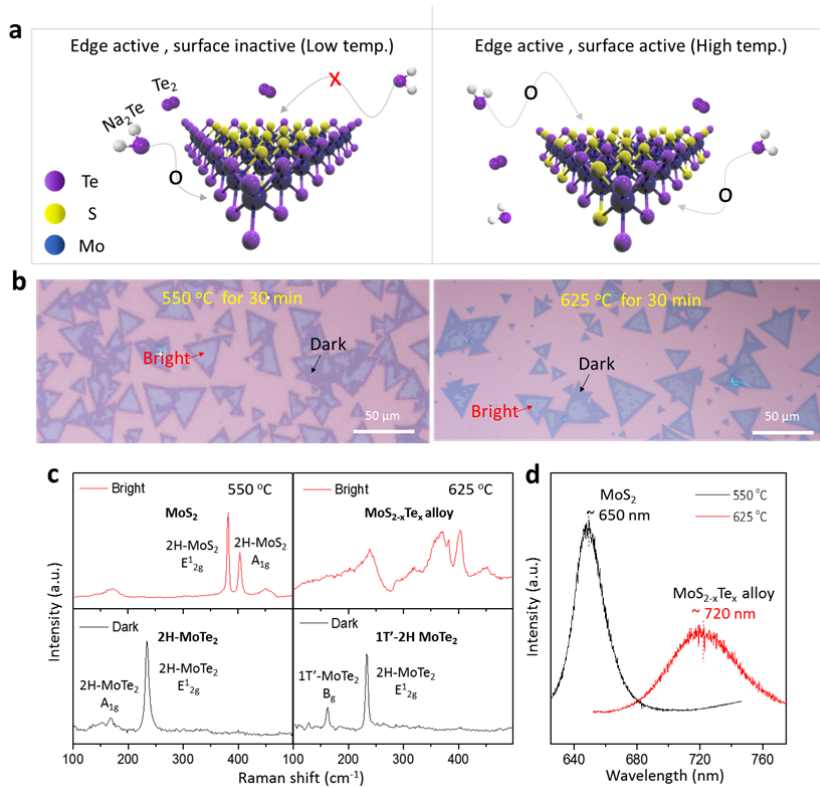 a
Edge active , surface inactive (Low temp.)
Edge active , surface active (High temp.)
Te₂
X
O
Na₂Te
O
O
O
Te
S
Mo
b
550 °C for 30 min
625 °C for 30 min
Dark
Bright
50 µm
Dark
Bright
50 µm
c
Bright
550 °C
MoS₂
2H-MoS₂
E¹2g
2H-MoS₂
A1g
Bright
625 °C
MoS₂₋ₓTeₓ alloy
Dark
2H-MoTe₂
2H-MoTe₂
E¹2g
2H-MoTe₂
A1g
Dark
1T′-2H MoTe₂
1T′-MoTe₂
Bg
2H-MoTe₂
E¹2g
Intensity (a.u.)
100
200
300
400
100
200
300
400
Raman shift (cm⁻¹)
d
MoS₂
~ 650 nm
550 °C
625 °C
MoS₂₋ₓTeₓ alloy
~ 720 nm
Intensity (a.u.)
640
680
720
760
Wavelength (nm)